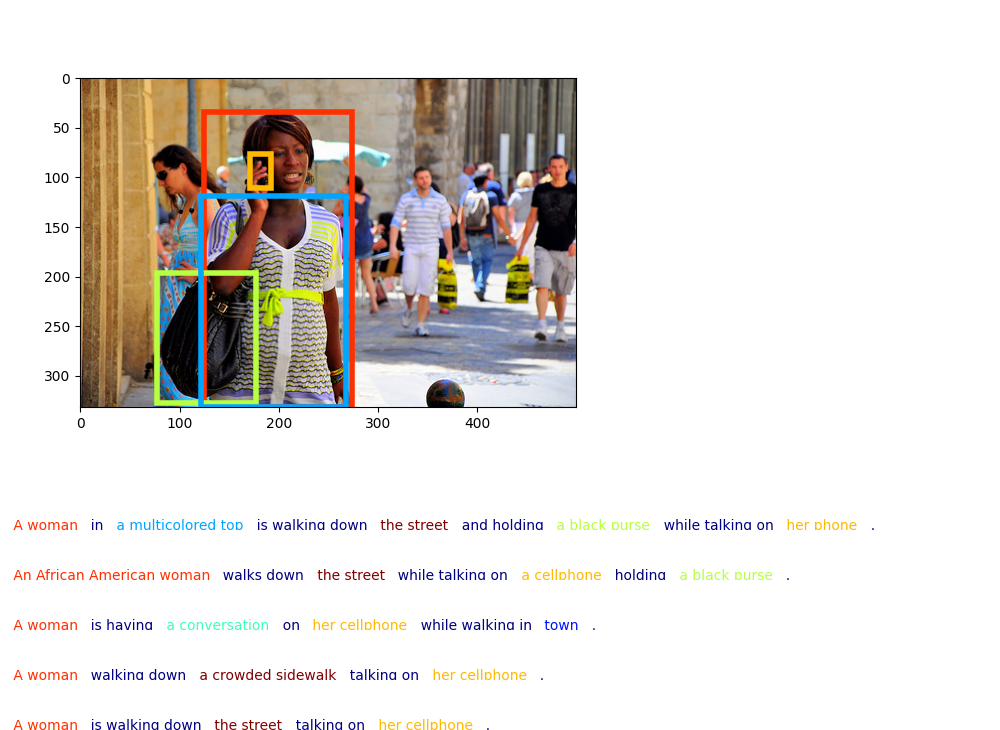 0
50
100
150
200
250
300
0 100 200 300 400
A woman in a multicolored top is walking down the street and holding a black purse while talking on her phone .
An African American woman walks down the street while talking on a cellphone holding a black purse .
A woman is having a conversation on her cellphone while walking in town .
A woman walking down a crowded sidewalk talking on her cellphone .
A woman is walking down the street talking on her cellphone .